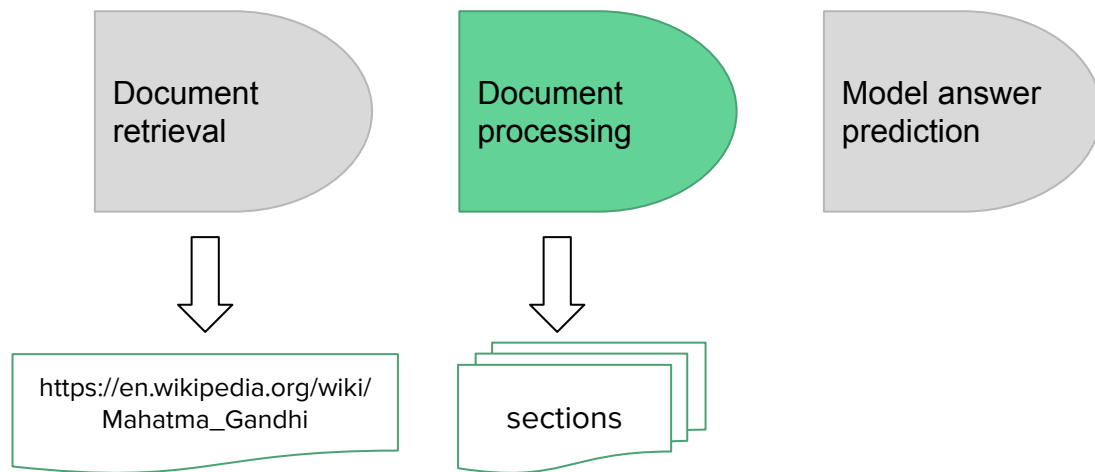 Document
retrieval
Document
processing
Model answer
prediction
https://en.wikipedia.org/wiki/
Mahatma_Gandhi
sections